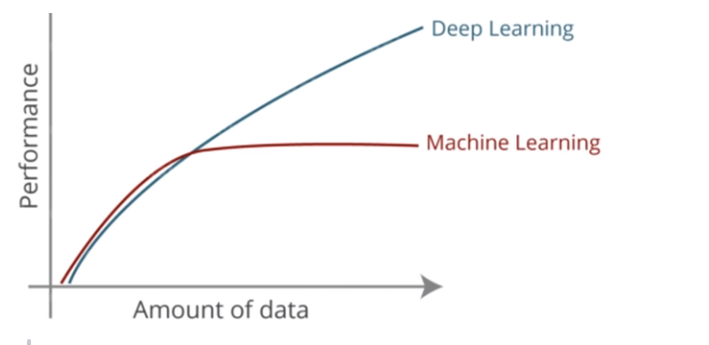 Deep Learning
Machine Learning
Performance
Amount of data